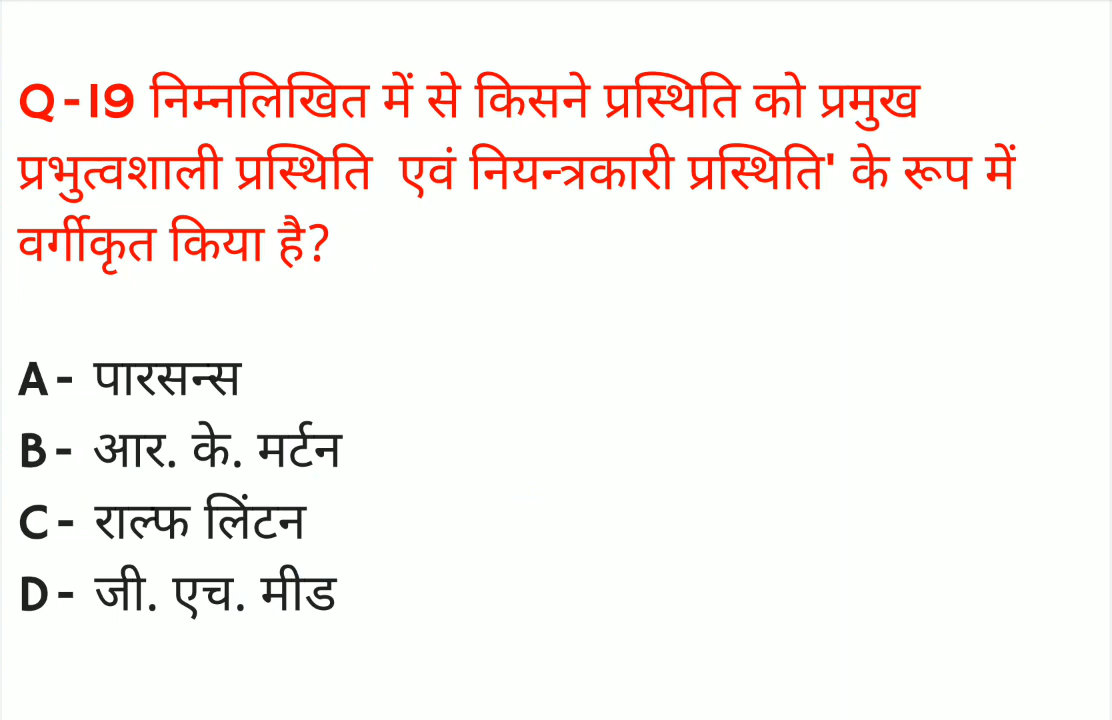 Q-19 निम्नलिखित में से किसने प्रस्थिति को प्रमुख
प्रभुत्वशाली प्रस्थिति एवं नियन्त्रकारी प्रस्थिति' के रूप में
वर्गीकृत किया है?
A- पारसन्स
B- आर. के. मर्टन
C- राल्फ लिंटन
D- जी. एच. मीड